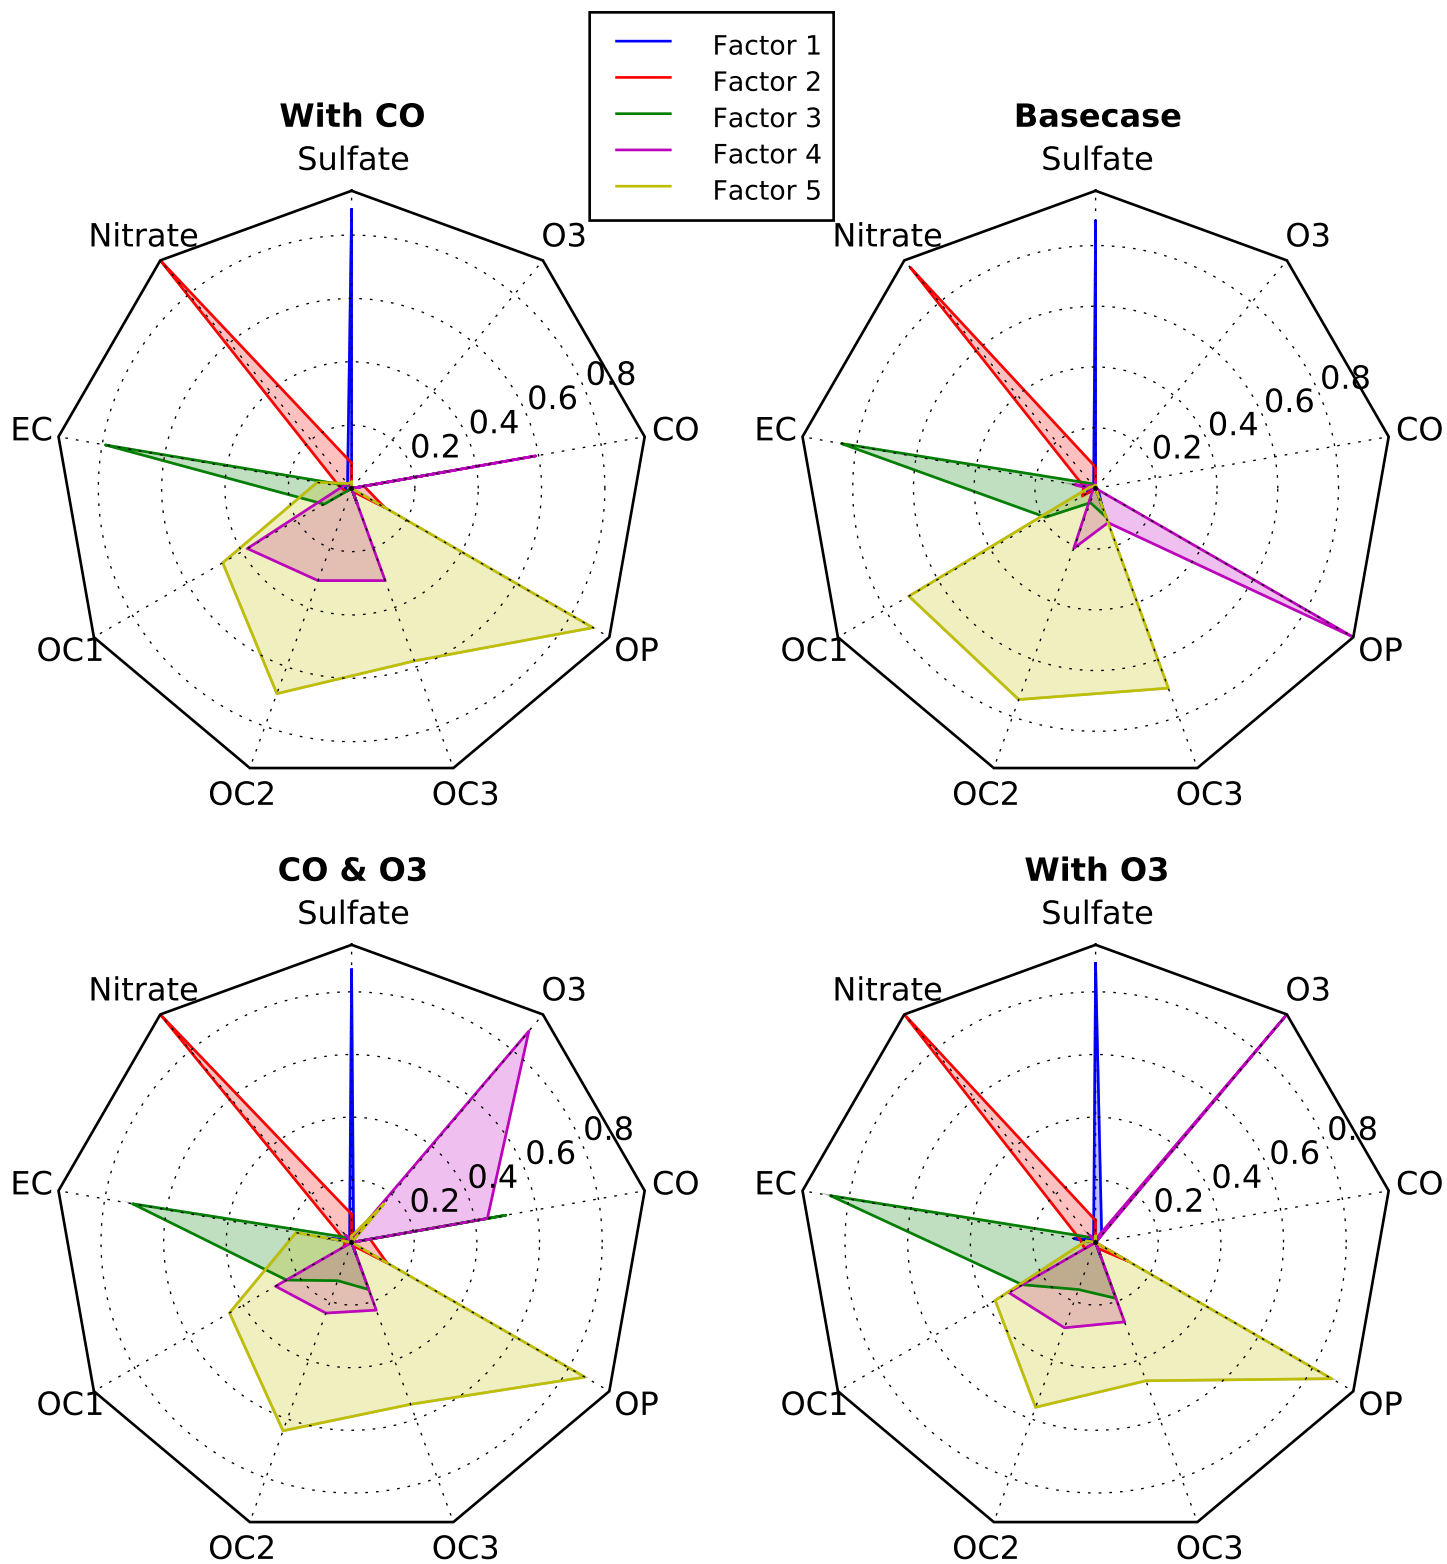 Factor 1
Factor 2
Factor 3
Factor 4
Factor 5
With CO
Sulfate
Nitrate
O3
EC
CO
OC1
OP
OC2
OC3
0.2
0.4
0.6
0.8
Basecase
Sulfate
Nitrate
O3
EC
CO
OC1
OP
OC2
OC3
0.2
0.4
0.6
0.8
CO & O3
Sulfate
Nitrate
O3
EC
CO
OC1
OP
OC2
OC3
0.2
0.4
0.6
0.8
With O3
Sulfate
Nitrate
O3
EC
CO
OC1
OP
OC2
OC3
0.2
0.4
0.6
0.8